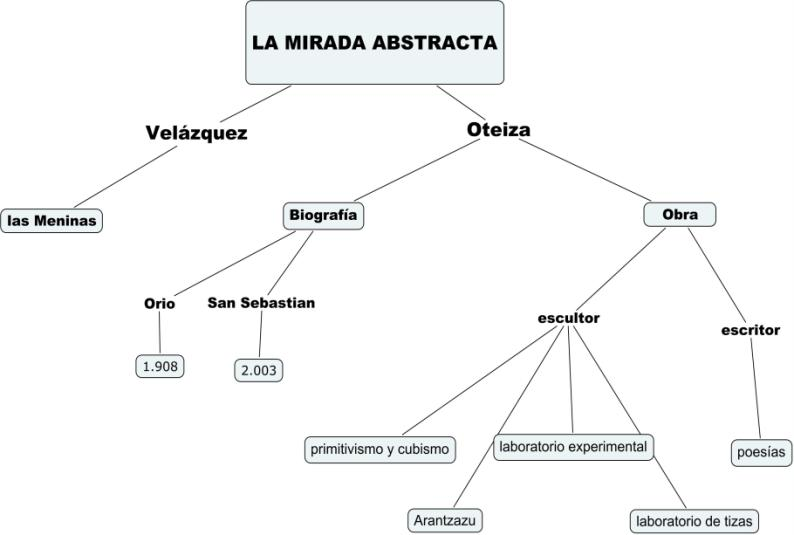 LA MIRADA ABSTRACTA
Velázquez
Oteiza
las Meninas
Biografía
Obra
Orio
San Sebastian
escultor
escritor
1.908
2.003
primitivismo y cubismo
laboratorio experimental
poesías
Arantzazu
laboratorio de tizas